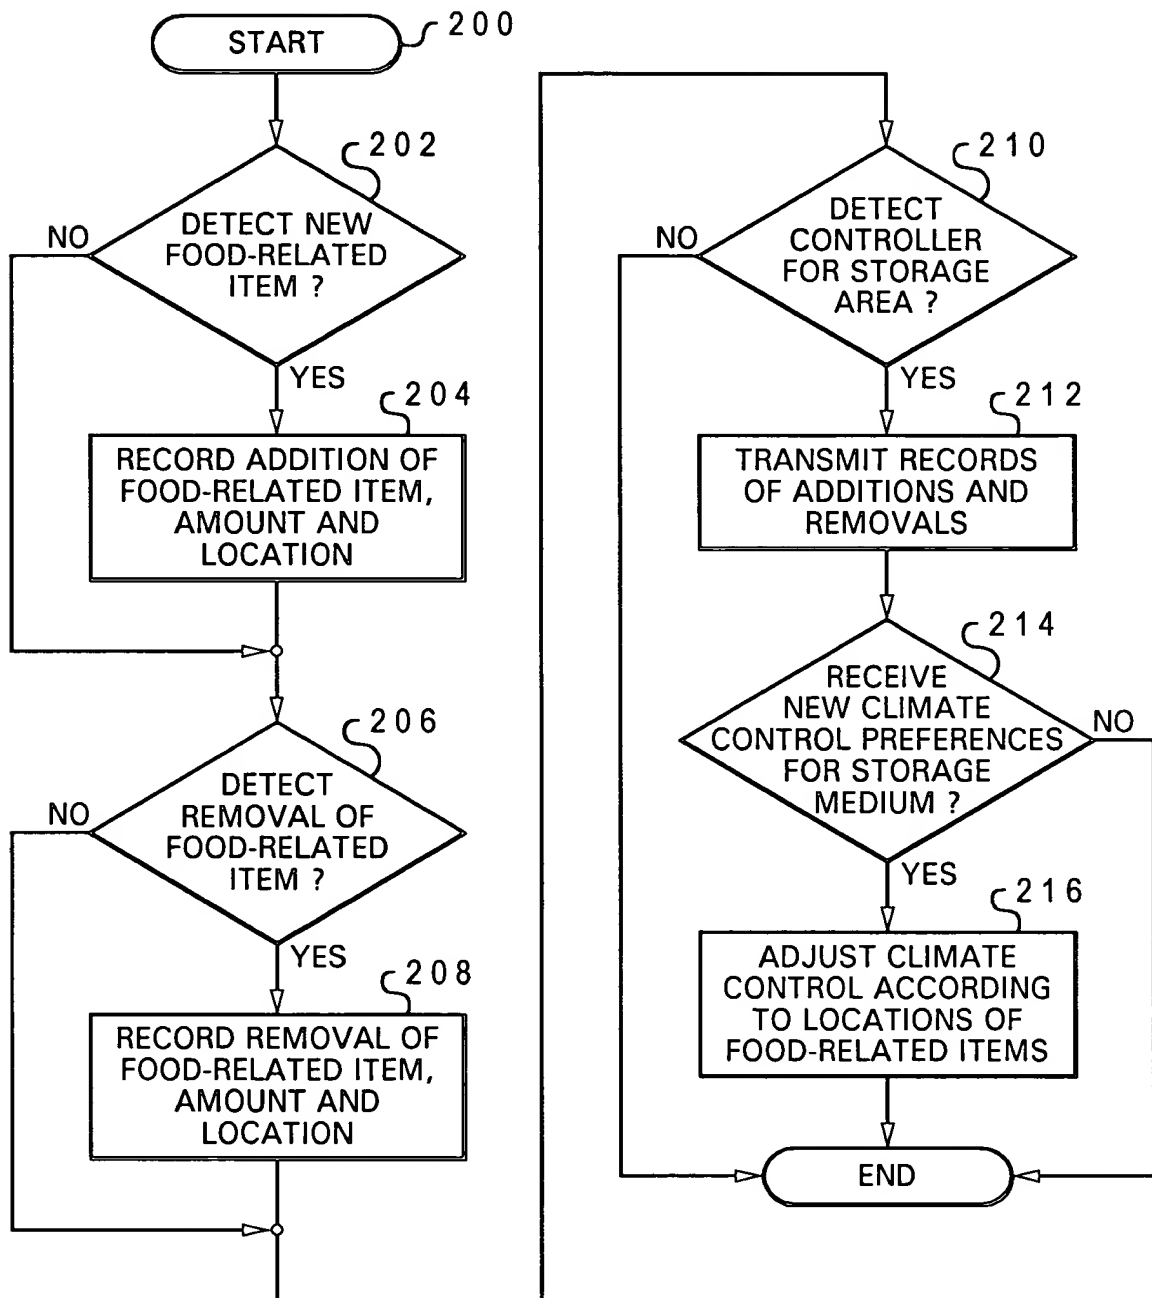 START
200
202
DETECT NEW
FOOD-RELATED
ITEM ?
NO
YES
204
RECORD ADDITION OF
FOOD-RELATED ITEM,
AMOUNT AND
LOCATION
206
DETECT
REMOVAL OF
FOOD-RELATED
ITEM ?
NO
YES
208
RECORD REMOVAL OF
FOOD-RELATED ITEM,
AMOUNT AND
LOCATION
210
DETECT
CONTROLLER
FOR STORAGE
AREA ?
NO
YES
212
TRANSMIT RECORDS
OF ADDITIONS AND
REMOVALS
214
RECEIVE
NEW CLIMATE
CONTROL PREFERENCES
FOR STORAGE
MEDIUM ?
NO
YES
216
ADJUST CLIMATE
CONTROL ACCORDING
TO LOCATIONS OF
FOOD-RELATED ITEMS
END